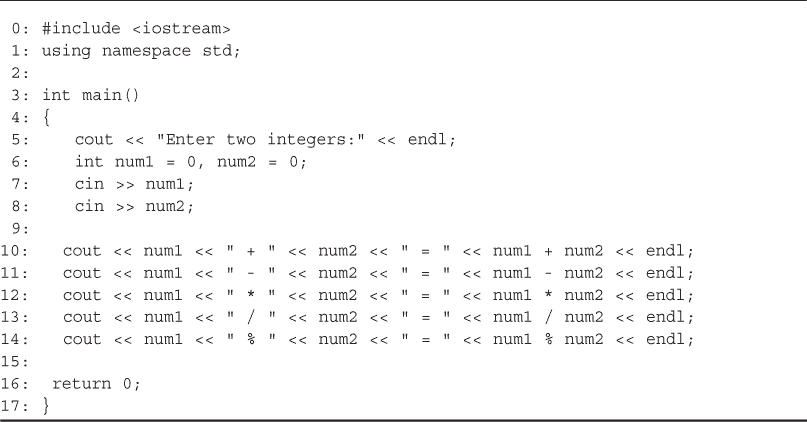 0: #include <iostream>
1: using namespace std;
2:
3: int main()
4: {
5:    cout << "Enter two integers:" << endl;
6:    int num1 = 0, num2 = 0;
7:    cin >> num1;
8:    cin >> num2;
9:
10:   cout << num1 << " + " << num2 << " = " << num1 + num2 << endl;
11:   cout << num1 << " - " << num2 << " = " << num1 - num2 << endl;
12:   cout << num1 << " * " << num2 << " = " << num1 * num2 << endl;
13:   cout << num1 << " / " << num2 << " = " << num1 / num2 << endl;
14:   cout << num1 << " % " << num2 << " = " << num1 % num2 << endl;
15:
16:  return 0;
17: }